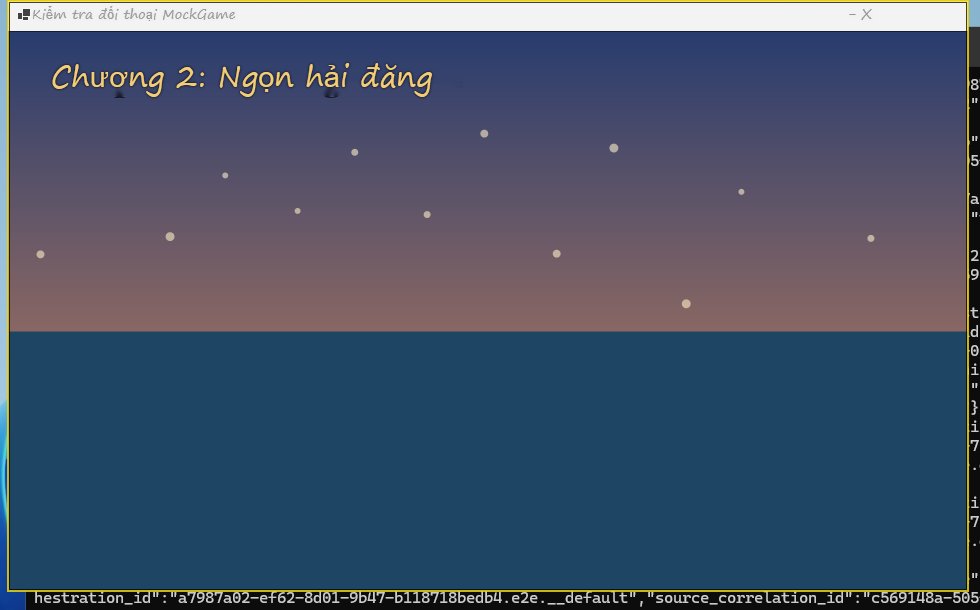 Kiểm tra đối thoại MockGame
Chương 2: Ngọn hải đăng
hestration_id":"a7987a02-ef62-8d01-9b47-b118718bedb4.e2e.__default","source_correlation_id":"c569148a-505